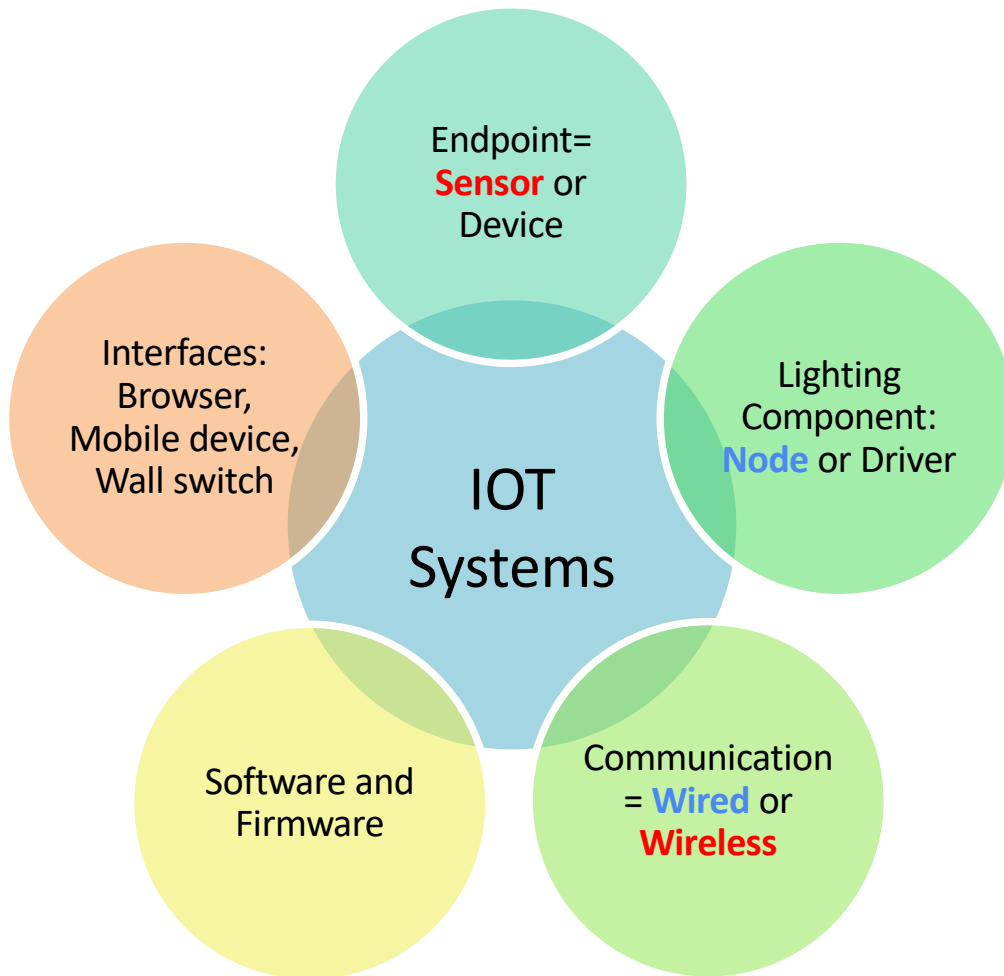 Endpoint=
Sensor or
Device
Interfaces:
Browser,
Mobile device,
Wall switch
Lighting
Component:
Node or Driver
IOT
Systems
Software and
Firmware
Communication
= Wired or
Wireless